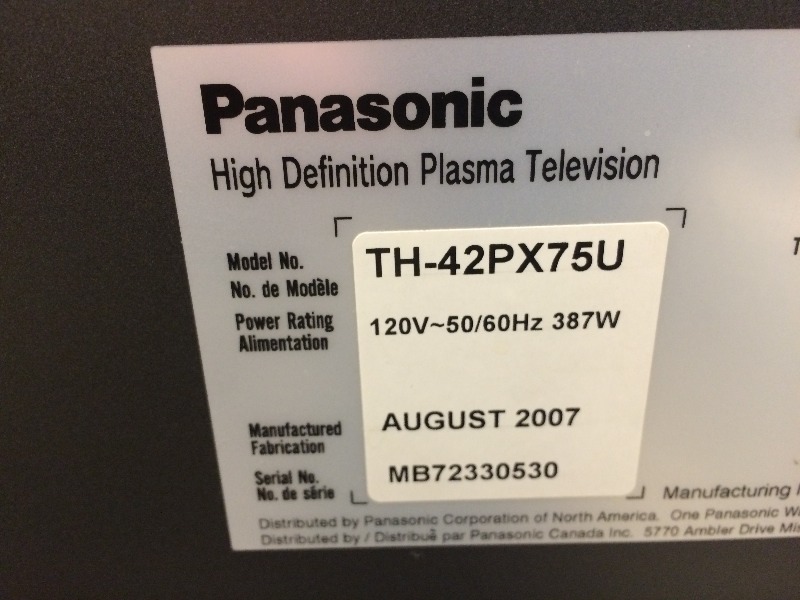 Panasonic
High Definition Plasma Television
Model No.
No. de Modèle
TH-42PX75U
Power Rating
Alimentation
120V~50/60Hz 387W
Manufactured
Fabrication
AUGUST 2007
Serial No.
No. de série
MB72330530
Manufacturing
Distributed by Panasonic Corporation of North America. One Panasonic
Distributed by / Distribuê par Panasonic Canada Inc. 5770 Ambler Drive